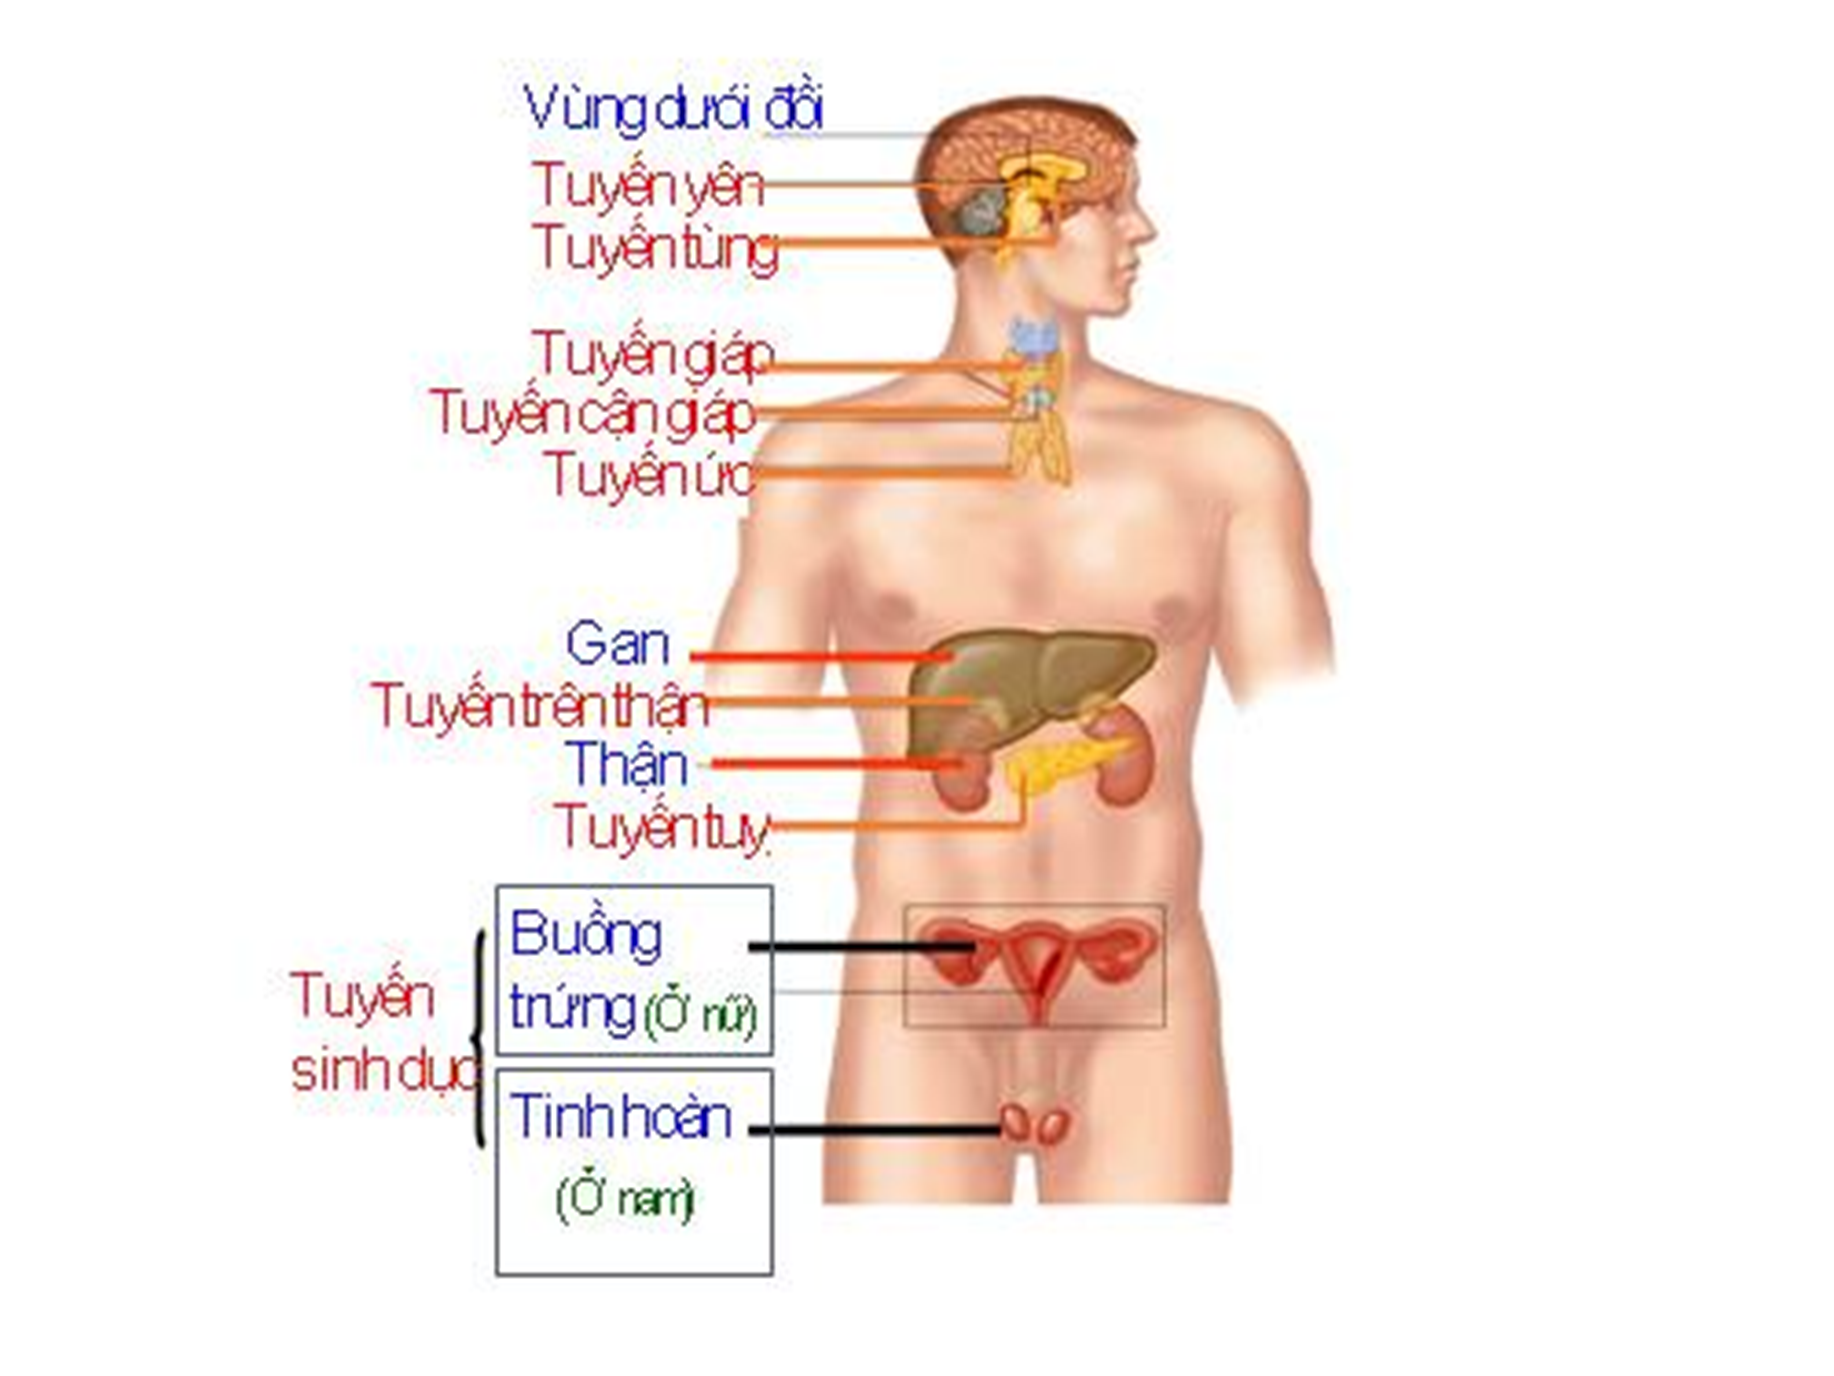 Vùng dưới đồi
Tuyến yên
Tuyến tùng
Tuyến giáp
Tuyến cận giáp
Tuyến ức
Gan
Tuyến trên thận
Thận
Tuyến tuỵ
Tuyến
sinh dục
Buồng
trứng (Ở nữ)
Tinh hoàn
(Ở nam)